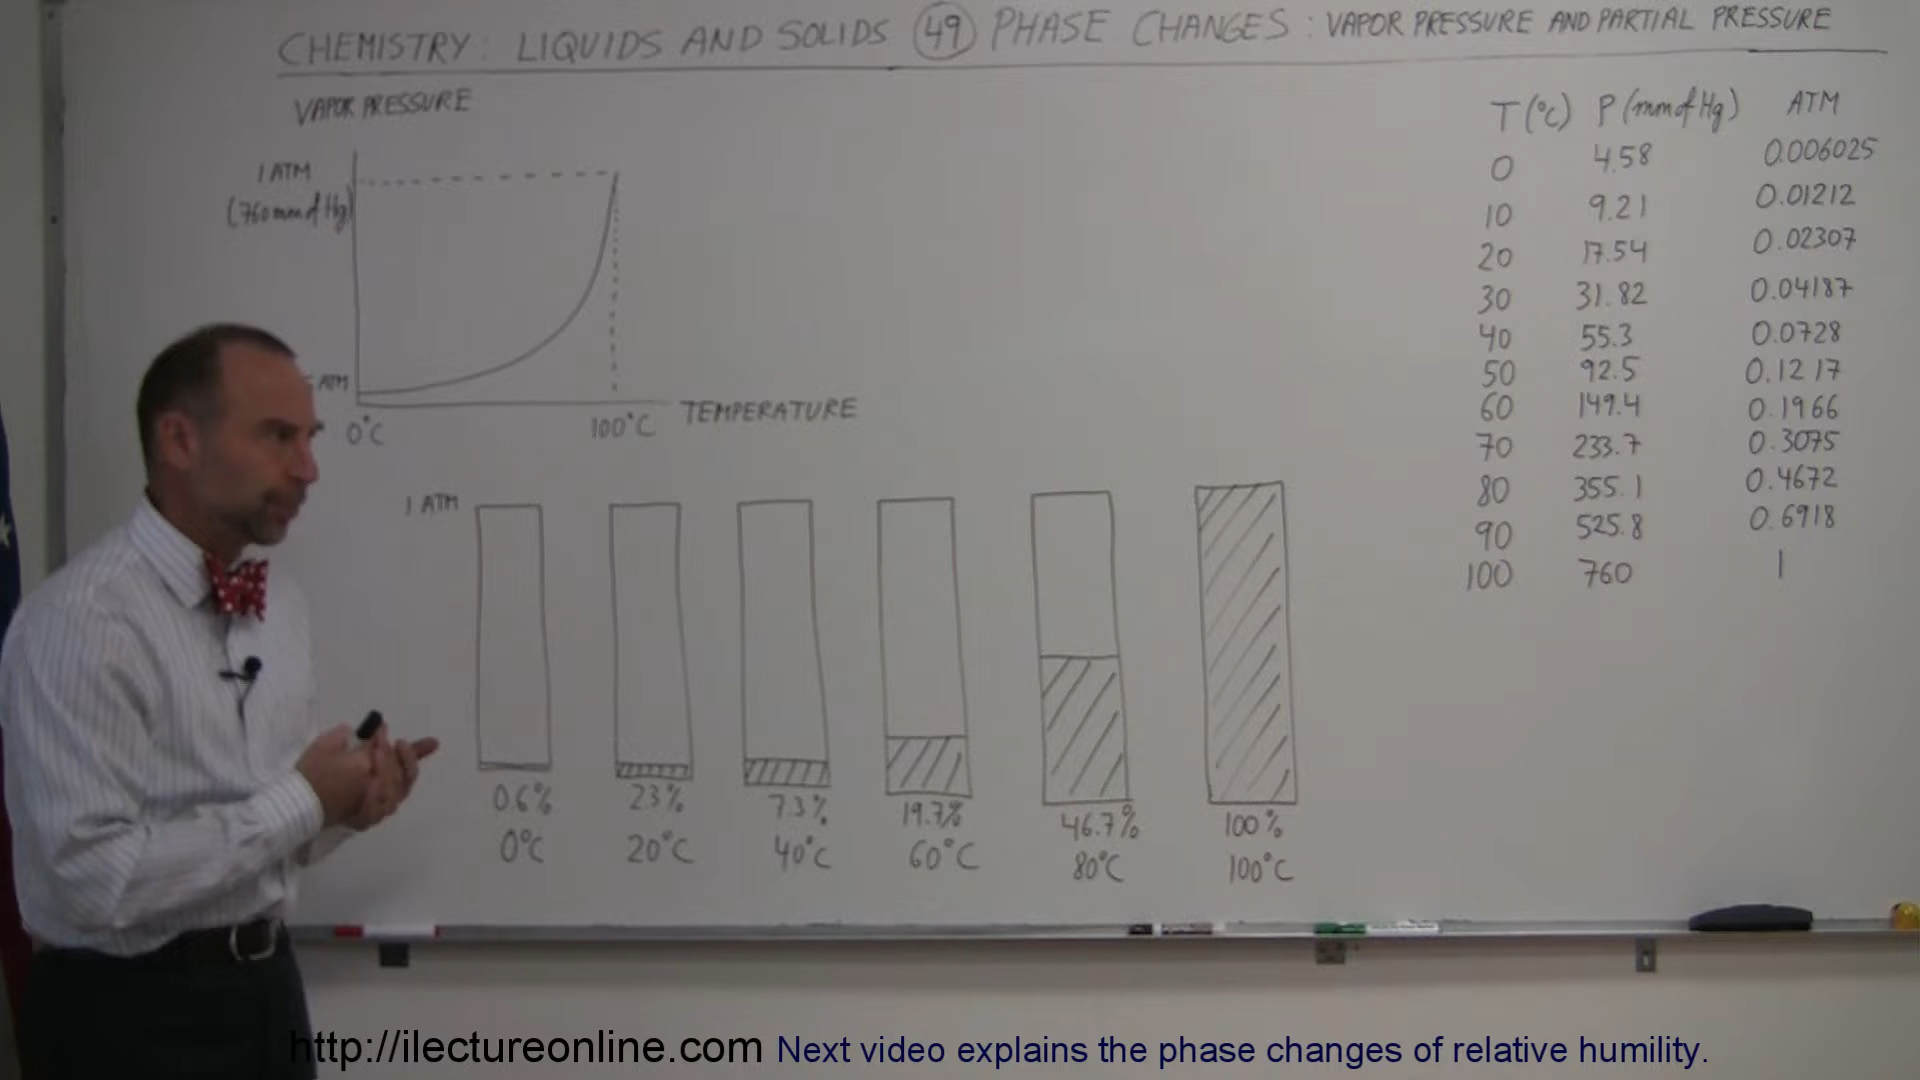 CHEMISTRY: LIQUIDS AND SOLIDS 49 PHASE CHANGES: VAPOR PRESSURE AND PARTIAL PRESSURE
VAPOR PRESSURE
1 ATM
(760 mm of Hg)
ATM
0°C
100°C
TEMPERATURE
T (°C) P (mm of Hg) ATM
0 4.58 0.006025
10 9.21 0.01212
20 17.54 0.02307
30 31.82 0.04187
40 55.3 0.0728
50 92.5 0.1217
60 149.4 0.1966
70 233.7 0.3075
80 355.1 0.4672
90 525.8 0.6918
100 760 1
1 ATM
0.6% 2.3% 7.3% 19.7% 46.7% 100%
0°C 20°C 40°C 60°C 80°C 100°C
http://ilectureonline.com Next video explains the phase changes of relative humility.